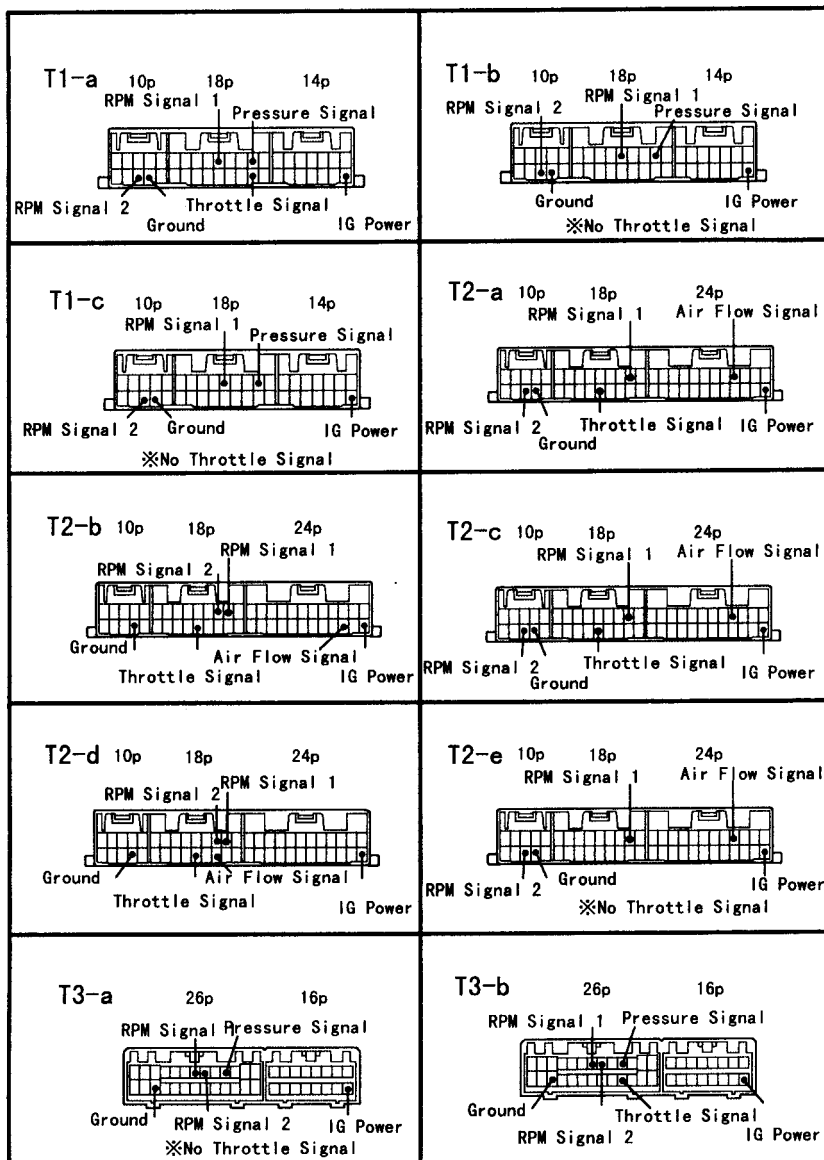 T1-a 10p 18p 14p
RPM Signal 1
Pressure Signal
RPM Signal 2
Throttle Signal
Ground
IG Power
T1-b 10p 18p 14p
RPM Signal 1
RPM Signal 2
Pressure Signal
Ground
IG Power
※No Throttle Signal
T1-c 10p 18p 14p
RPM Signal 1
Pressure Signal
RPM Signal 2
Ground
IG Power
※No Throttle Signal
T2-a 10p 18p 24p
RPM Signal 1
Air Flow Signal
RPM Signal 2
Throttle Signal
IG Power
Ground
T2-b 10p 18p 24p
RPM Signal 1
RPM Signal 2
Ground
Air Flow Signal
Throttle Signal
IG Power
T2-c 10p 18p 24p
RPM Signal 1
Air Flow Signal
RPM Signal 2
Throttle Signal
IG Power
Ground
T2-d 10p 18p 24p
RPM Signal 1
RPM Signal 2
Ground
Air Flow Signal
Throttle Signal
IG Power
T2-e 10p 18p 24p
RPM Signal 1
Air Flow Signal
RPM Signal 2
Ground
IG Power
※No Throttle Signal
T3-a 26p 16p
RPM Signal 1
Pressure Signal
Ground
RPM Signal 2
IG Power
※No Throttle Signal
T3-b 26p 16p
RPM Signal 1
Pressure Signal
Ground
Throttle Signal
RPM Signal 2
IG Power